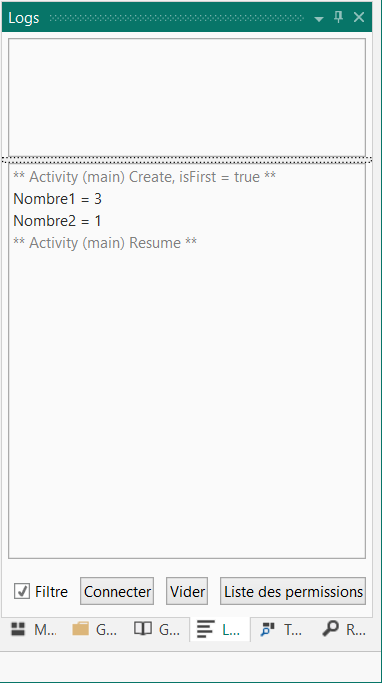 Logs
** Activity (main) Create, isFirst = true **
Nombre1 = 3
Nombre2 = 1
** Activity (main) Resume **
Filtre Connecter Vider Liste des permissions
M... G... G... L... T... R...